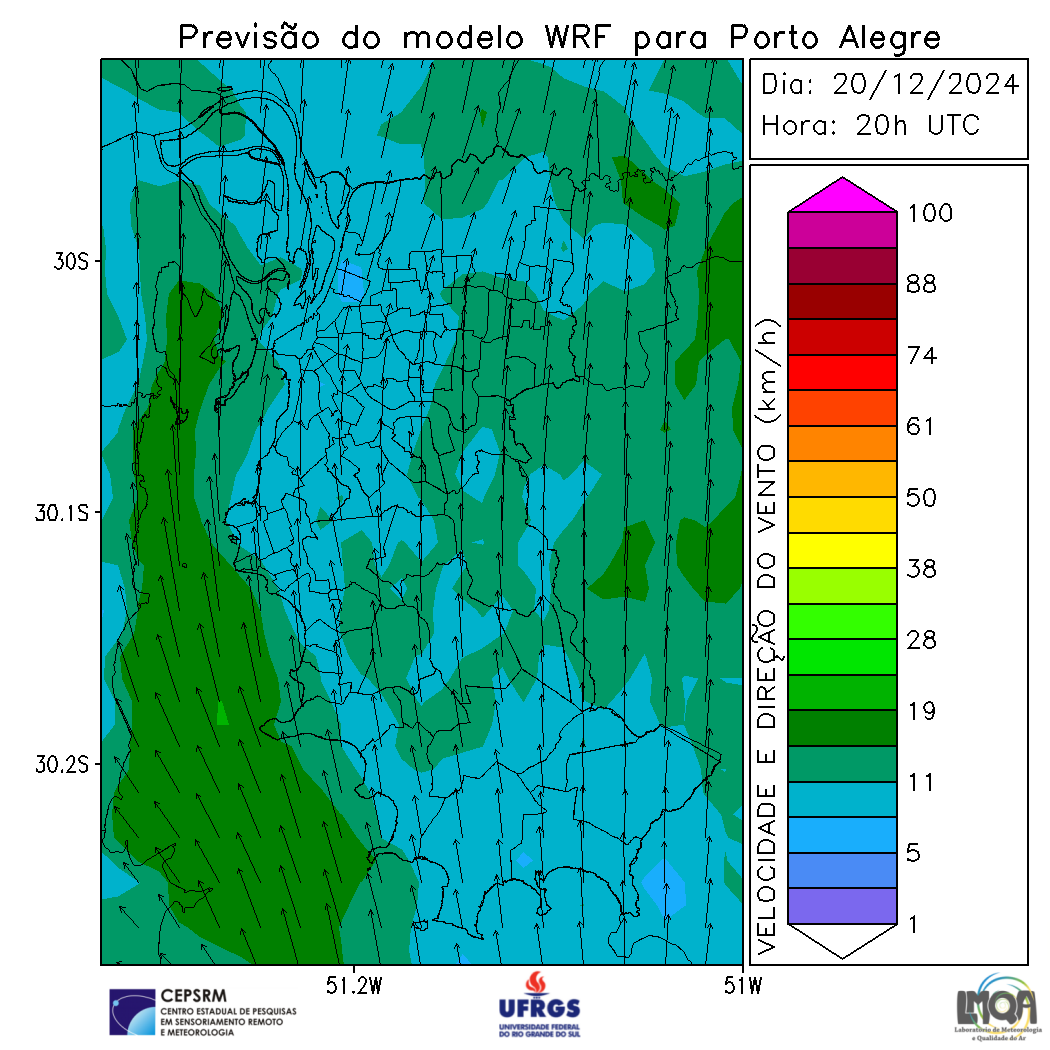 Previsão do modelo WRF para Porto Alegre
Dia: 20/12/2024
Hora: 20h UTC
30S
30.1S
30.2S
51.2W
51W
VELOCIDADE E DIREÇÃO DO VENTO (km/h)
100
88
74
61
50
38
28
19
11
5
1
CEPSRM
CENTRO ESTADUAL DE PESQUISAS
EM SENSORIAMENTO REMOTO
E METEOROLOGIA
UFRGS
UNIVERSIDADE FEDERAL
DO RIO GRANDE DO SUL
LMQA
Laboratório de Meteorologia
e Qualidade do Ar